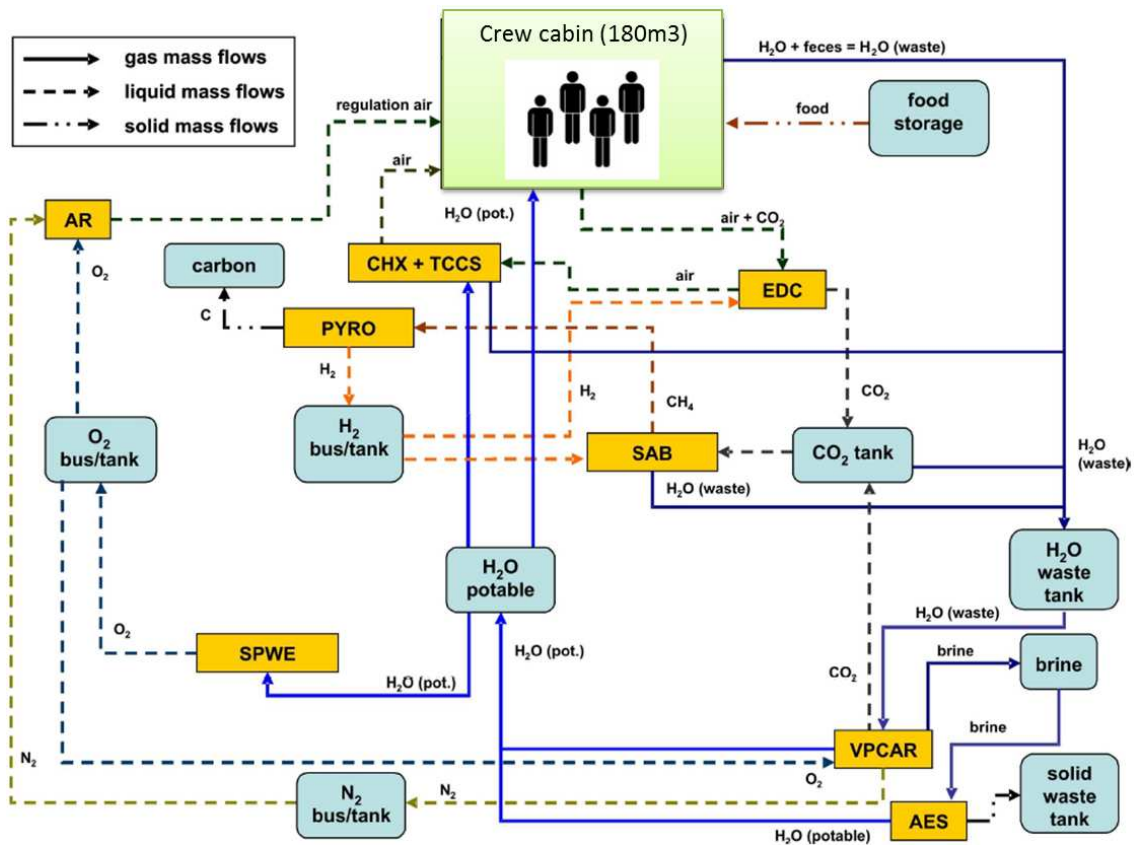 gas mass flows
liquid mass flows
solid mass flows
Crew cabin (180m3)
H₂O + feces = H₂O (waste)
regulation air
food
food
storage
air
AR
H₂O (pot.)
air + CO₂
O₂
carbon
CHX + TCCS
air
EDC
C
PYRO
H₂
H₂
CH₄
CO₂
O₂
bus/tank
H₂
bus/tank
SAB
CO₂ tank
H₂O
(waste)
H₂O (waste)
H₂O
potable
H₂O
waste
tank
H₂O (waste)
O₂
SPWE
H₂O (pot.)
H₂O (pot.)
CO₂
brine
brine
brine
VPCAR
N₂
O₂
N₂
bus/tank
N₂
solid
waste
tank
AES
H₂O (potable)